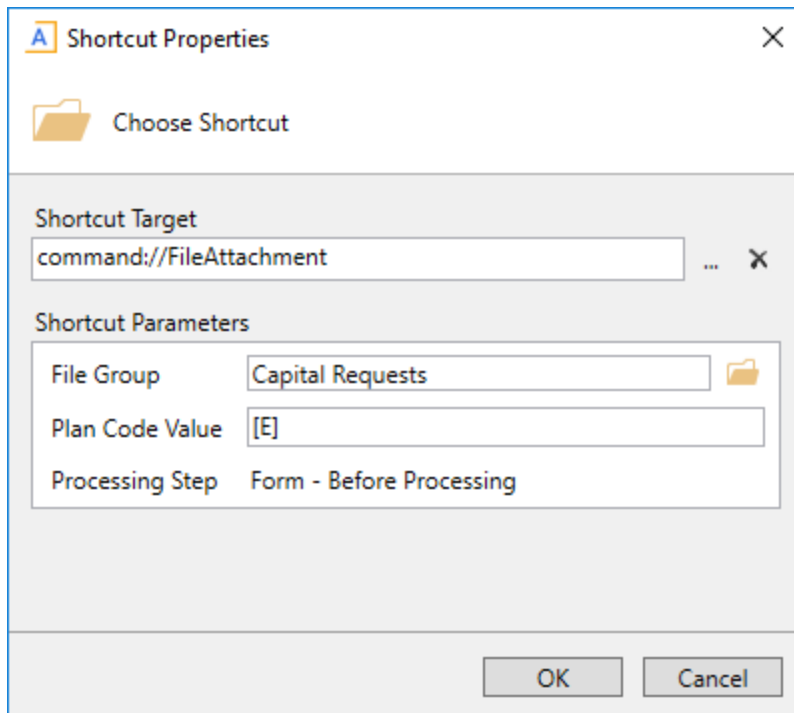 A Shortcut Properties
Choose Shortcut
Shortcut Target
command://FileAttachment
...
Shortcut Parameters
File Group Capital Requests
Plan Code Value [E]
Processing Step Form - Before Processing
OK Cancel